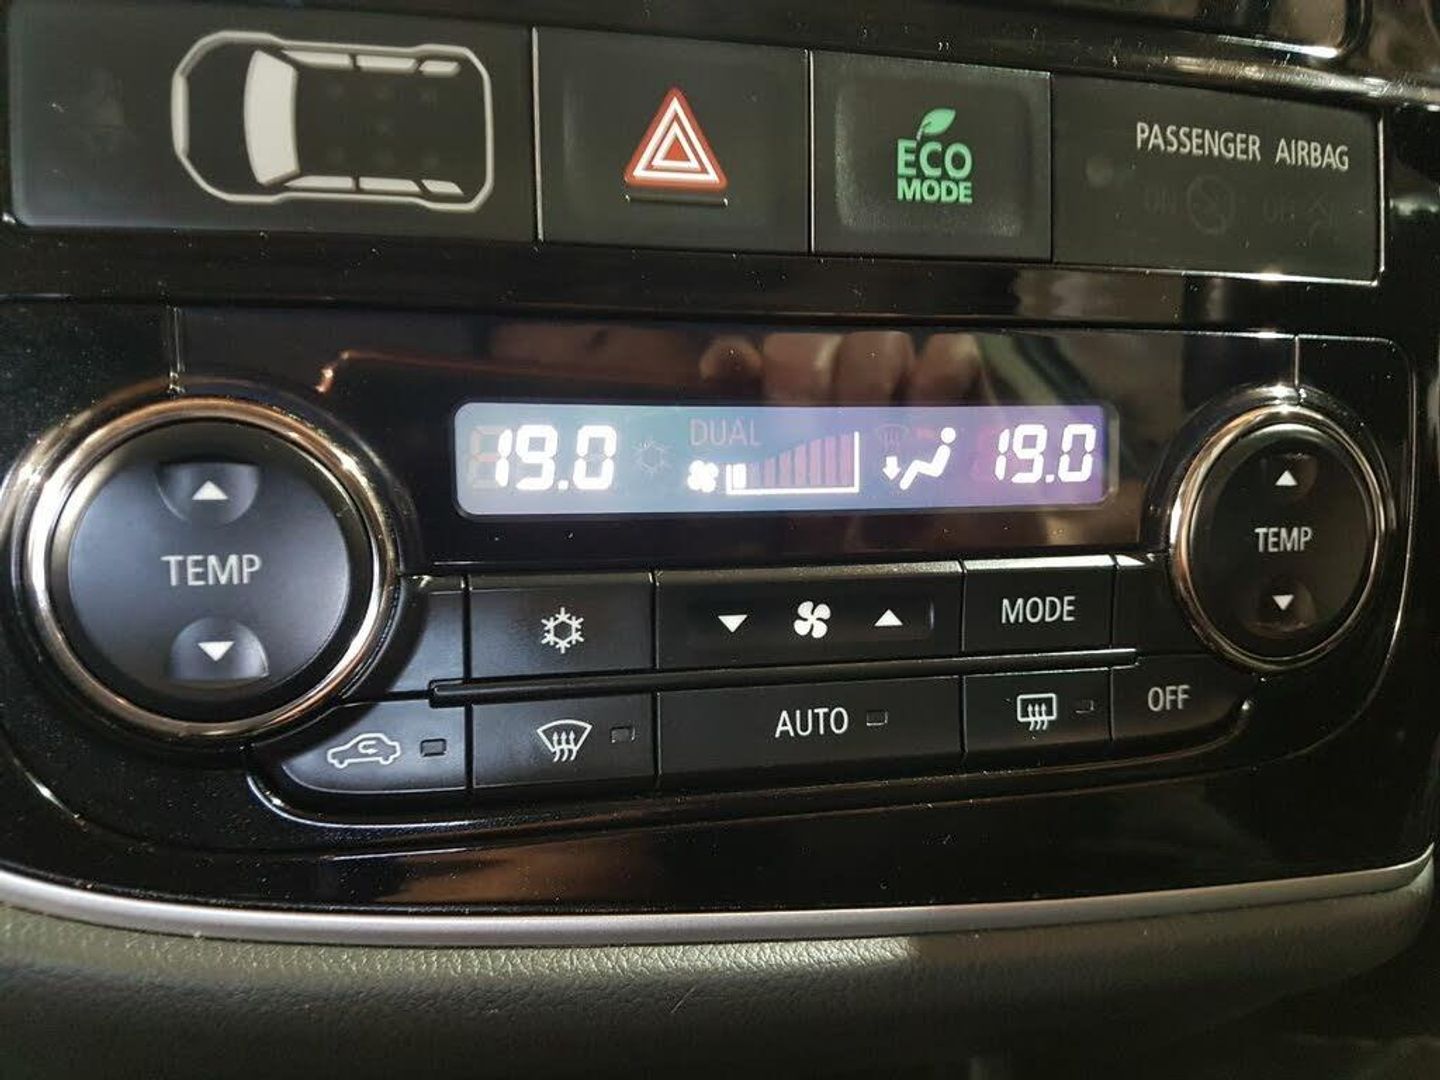 ECO
MODE
PASSENGER AIRBAG
19.0 DUAL 19.0
TEMP
TEMP
MODE
AUTO
OFF